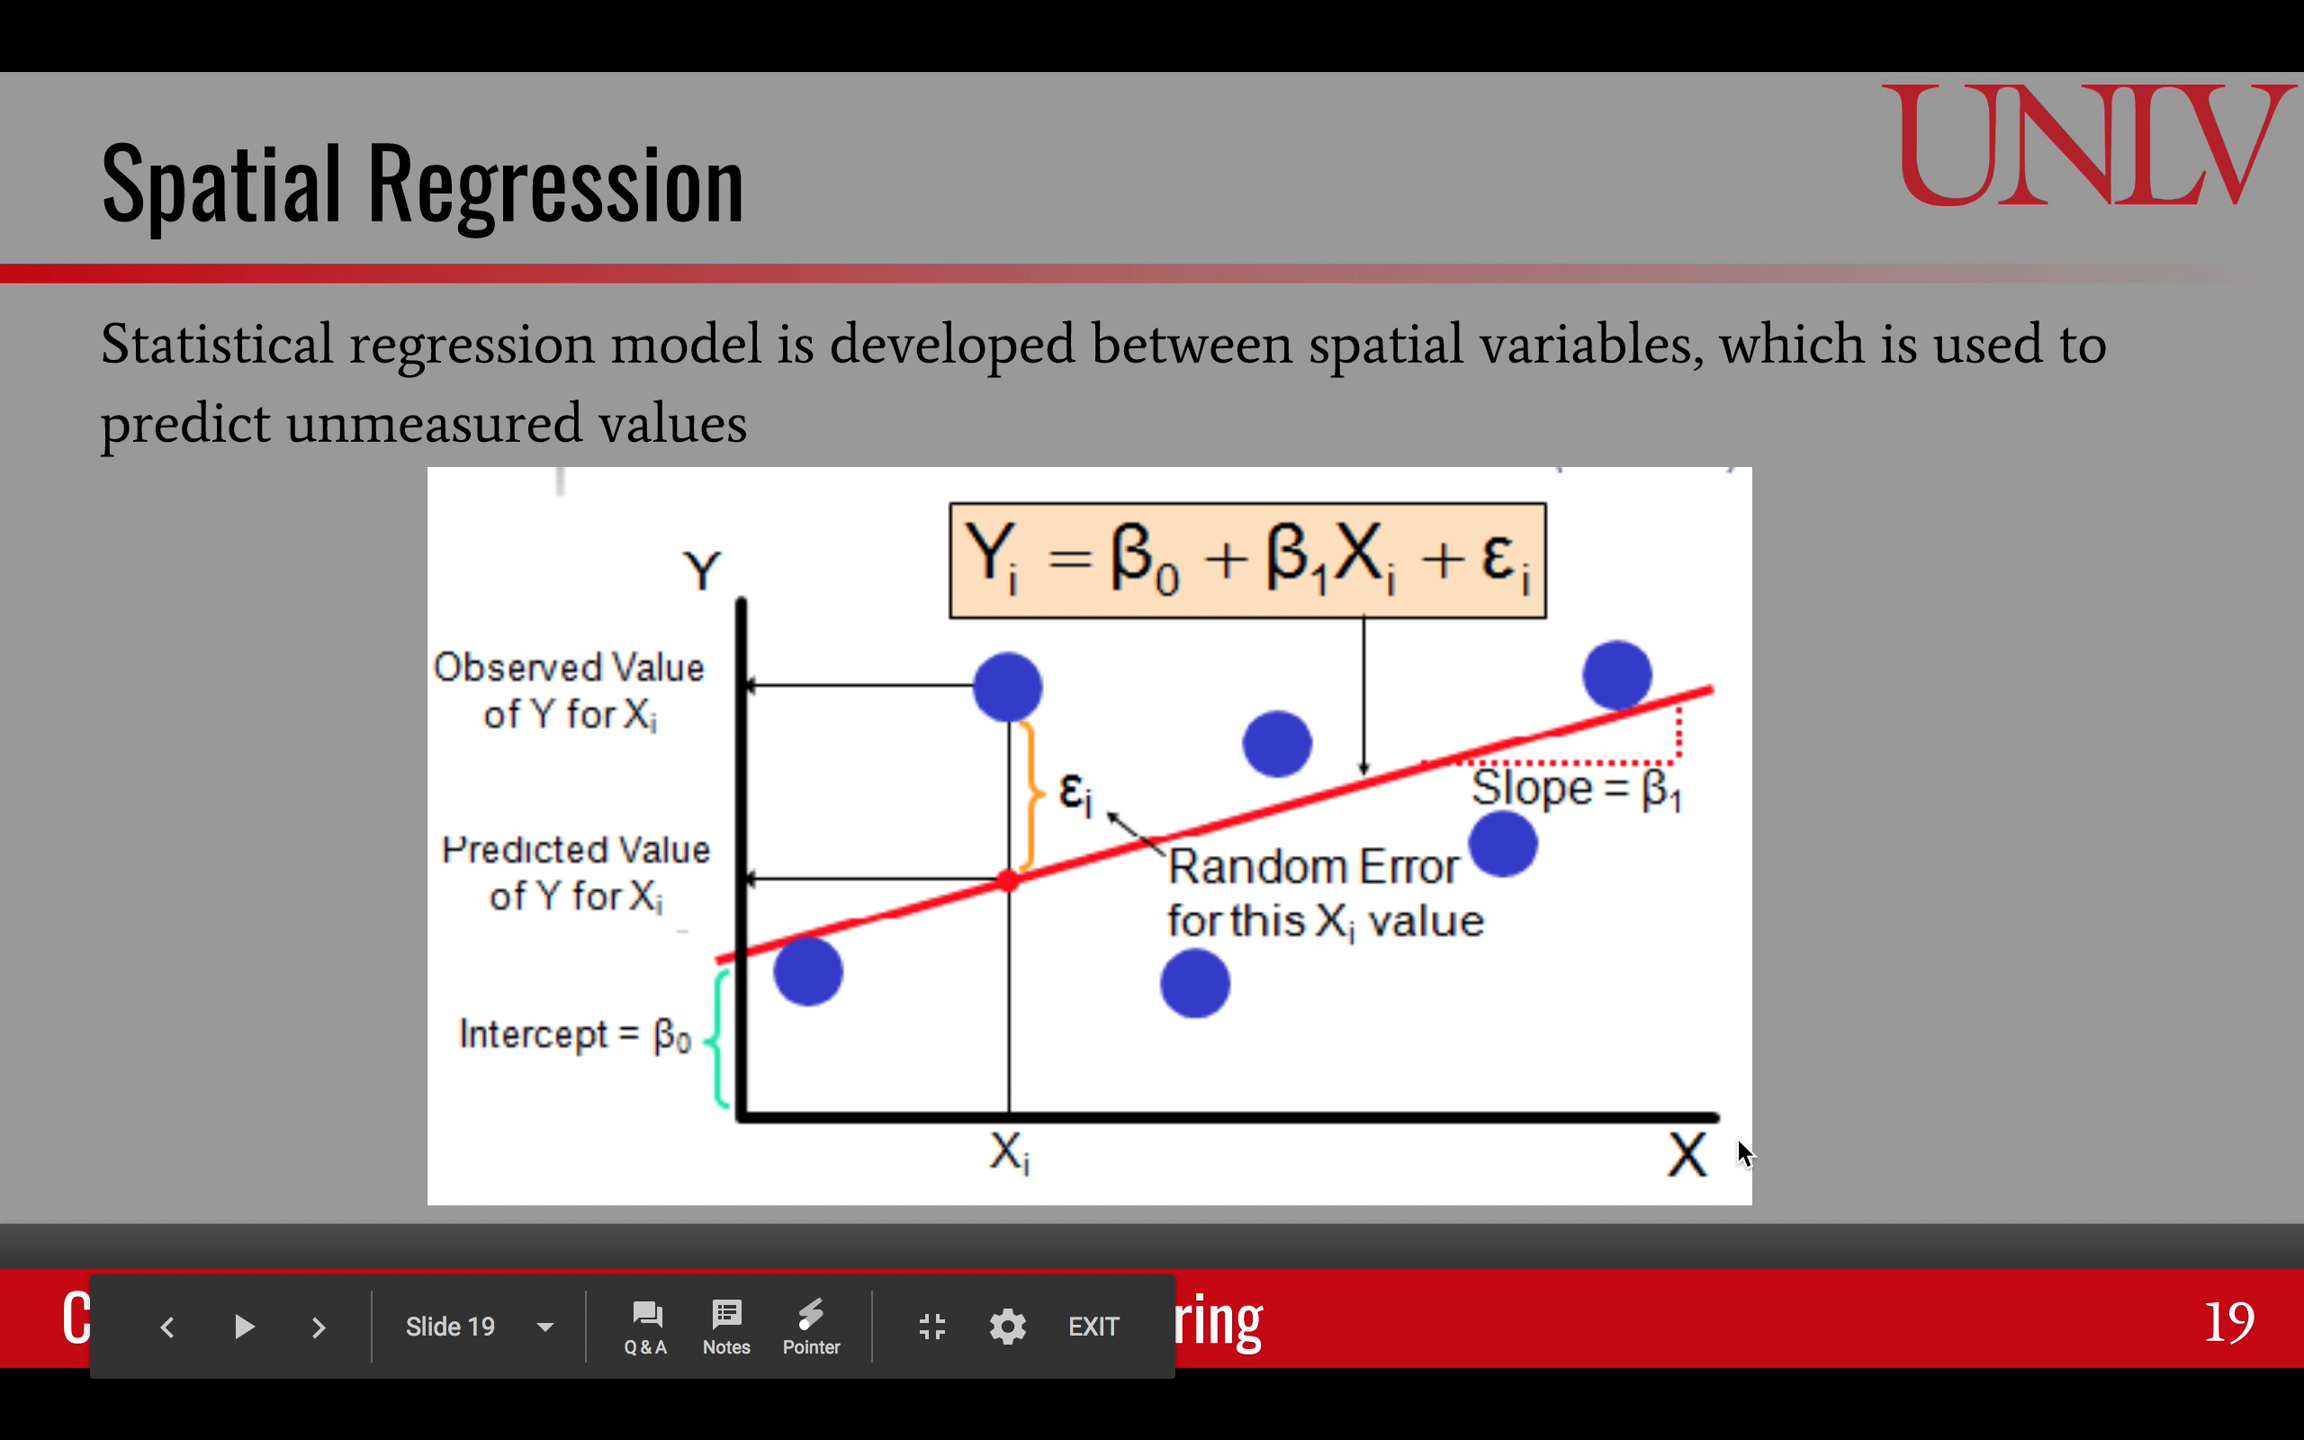 UNLV
Spatial Regression
Statistical regression model is developed between spatial variables, which is used to
predict unmeasured values
Yᵢ = β₀ + β₁Xᵢ + εᵢ
Y
Observed Value
of Y for Xᵢ
εᵢ
Slope = β₁
Predicted Value
of Y for Xᵢ
Random Error
for this Xᵢ value
Intercept = β₀
Xᵢ
X
Slide 19
Q & A
Notes
Pointer
EXIT
ring
19